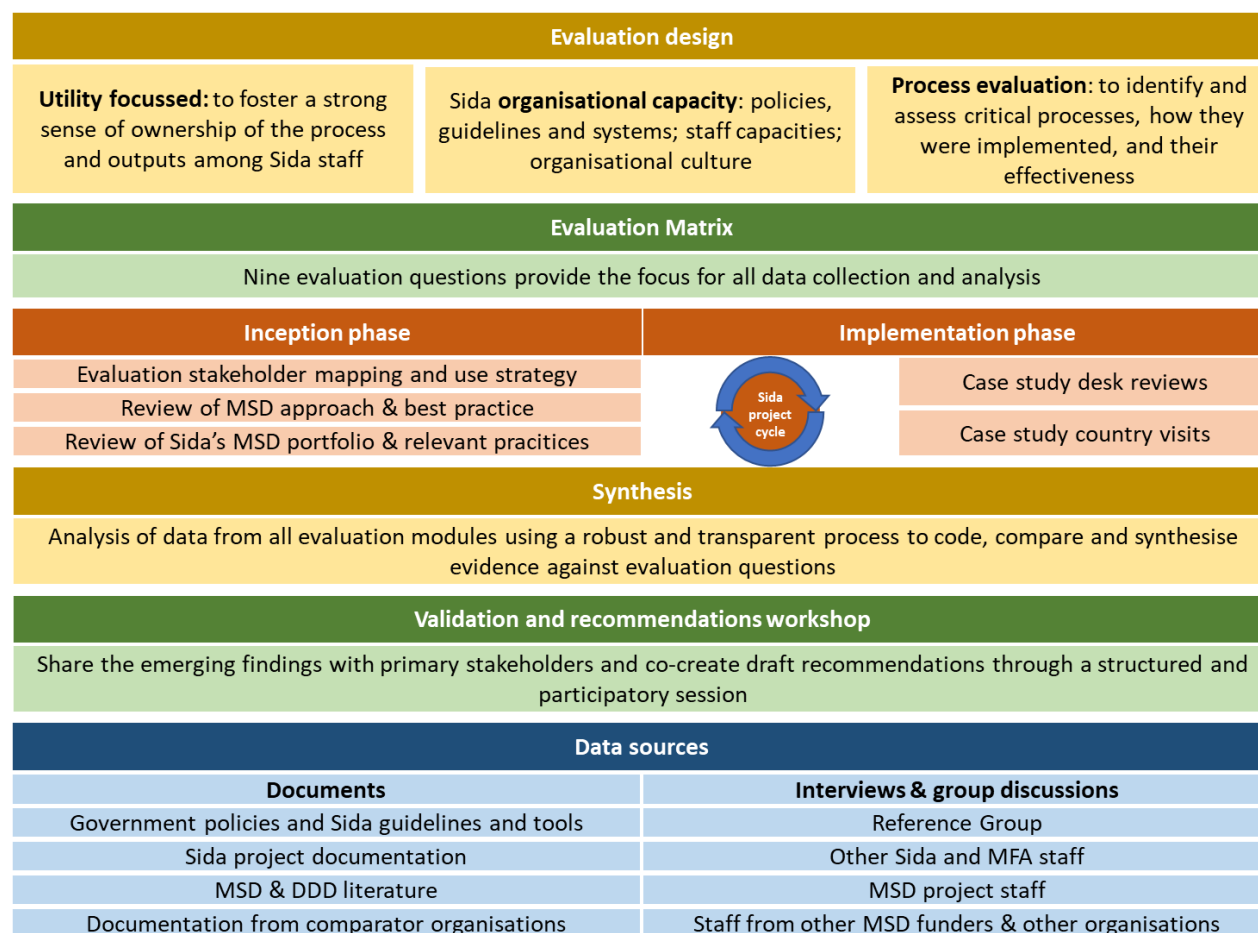 Evaluation design
Utility focussed: to foster a strong
sense of ownership of the process
and outputs among Sida staff
Sida organisational capacity: policies,
guidelines and systems; staff capacities;
organisational culture
Process evaluation: to identify and
assess critical processes, how they
were implemented, and their
effectiveness
Evaluation Matrix
Nine evaluation questions provide the focus for all data collection and analysis
Inception phase
Evaluation stakeholder mapping and use strategy
Review of MSD approach & best practice
Review of Sida's MSD portfolio & relevant pracitices
Implementation phase
Sida
project
cycle
Case study desk reviews
Case study country visits
Synthesis
Analysis of data from all evaluation modules using a robust and transparent process to code, compare and synthesise
evidence against evaluation questions
Validation and recommendations workshop
Share the emerging findings with primary stakeholders and co-create draft recommendations through a structured and
participatory session
Data sources
Documents
Government policies and Sida guidelines and tools
Sida project documentation
MSD & DDD literature
Documentation from comparator organisations
Interviews & group discussions
Reference Group
Other Sida and MFA staff
MSD project staff
Staff from other MSD funders & other organisations